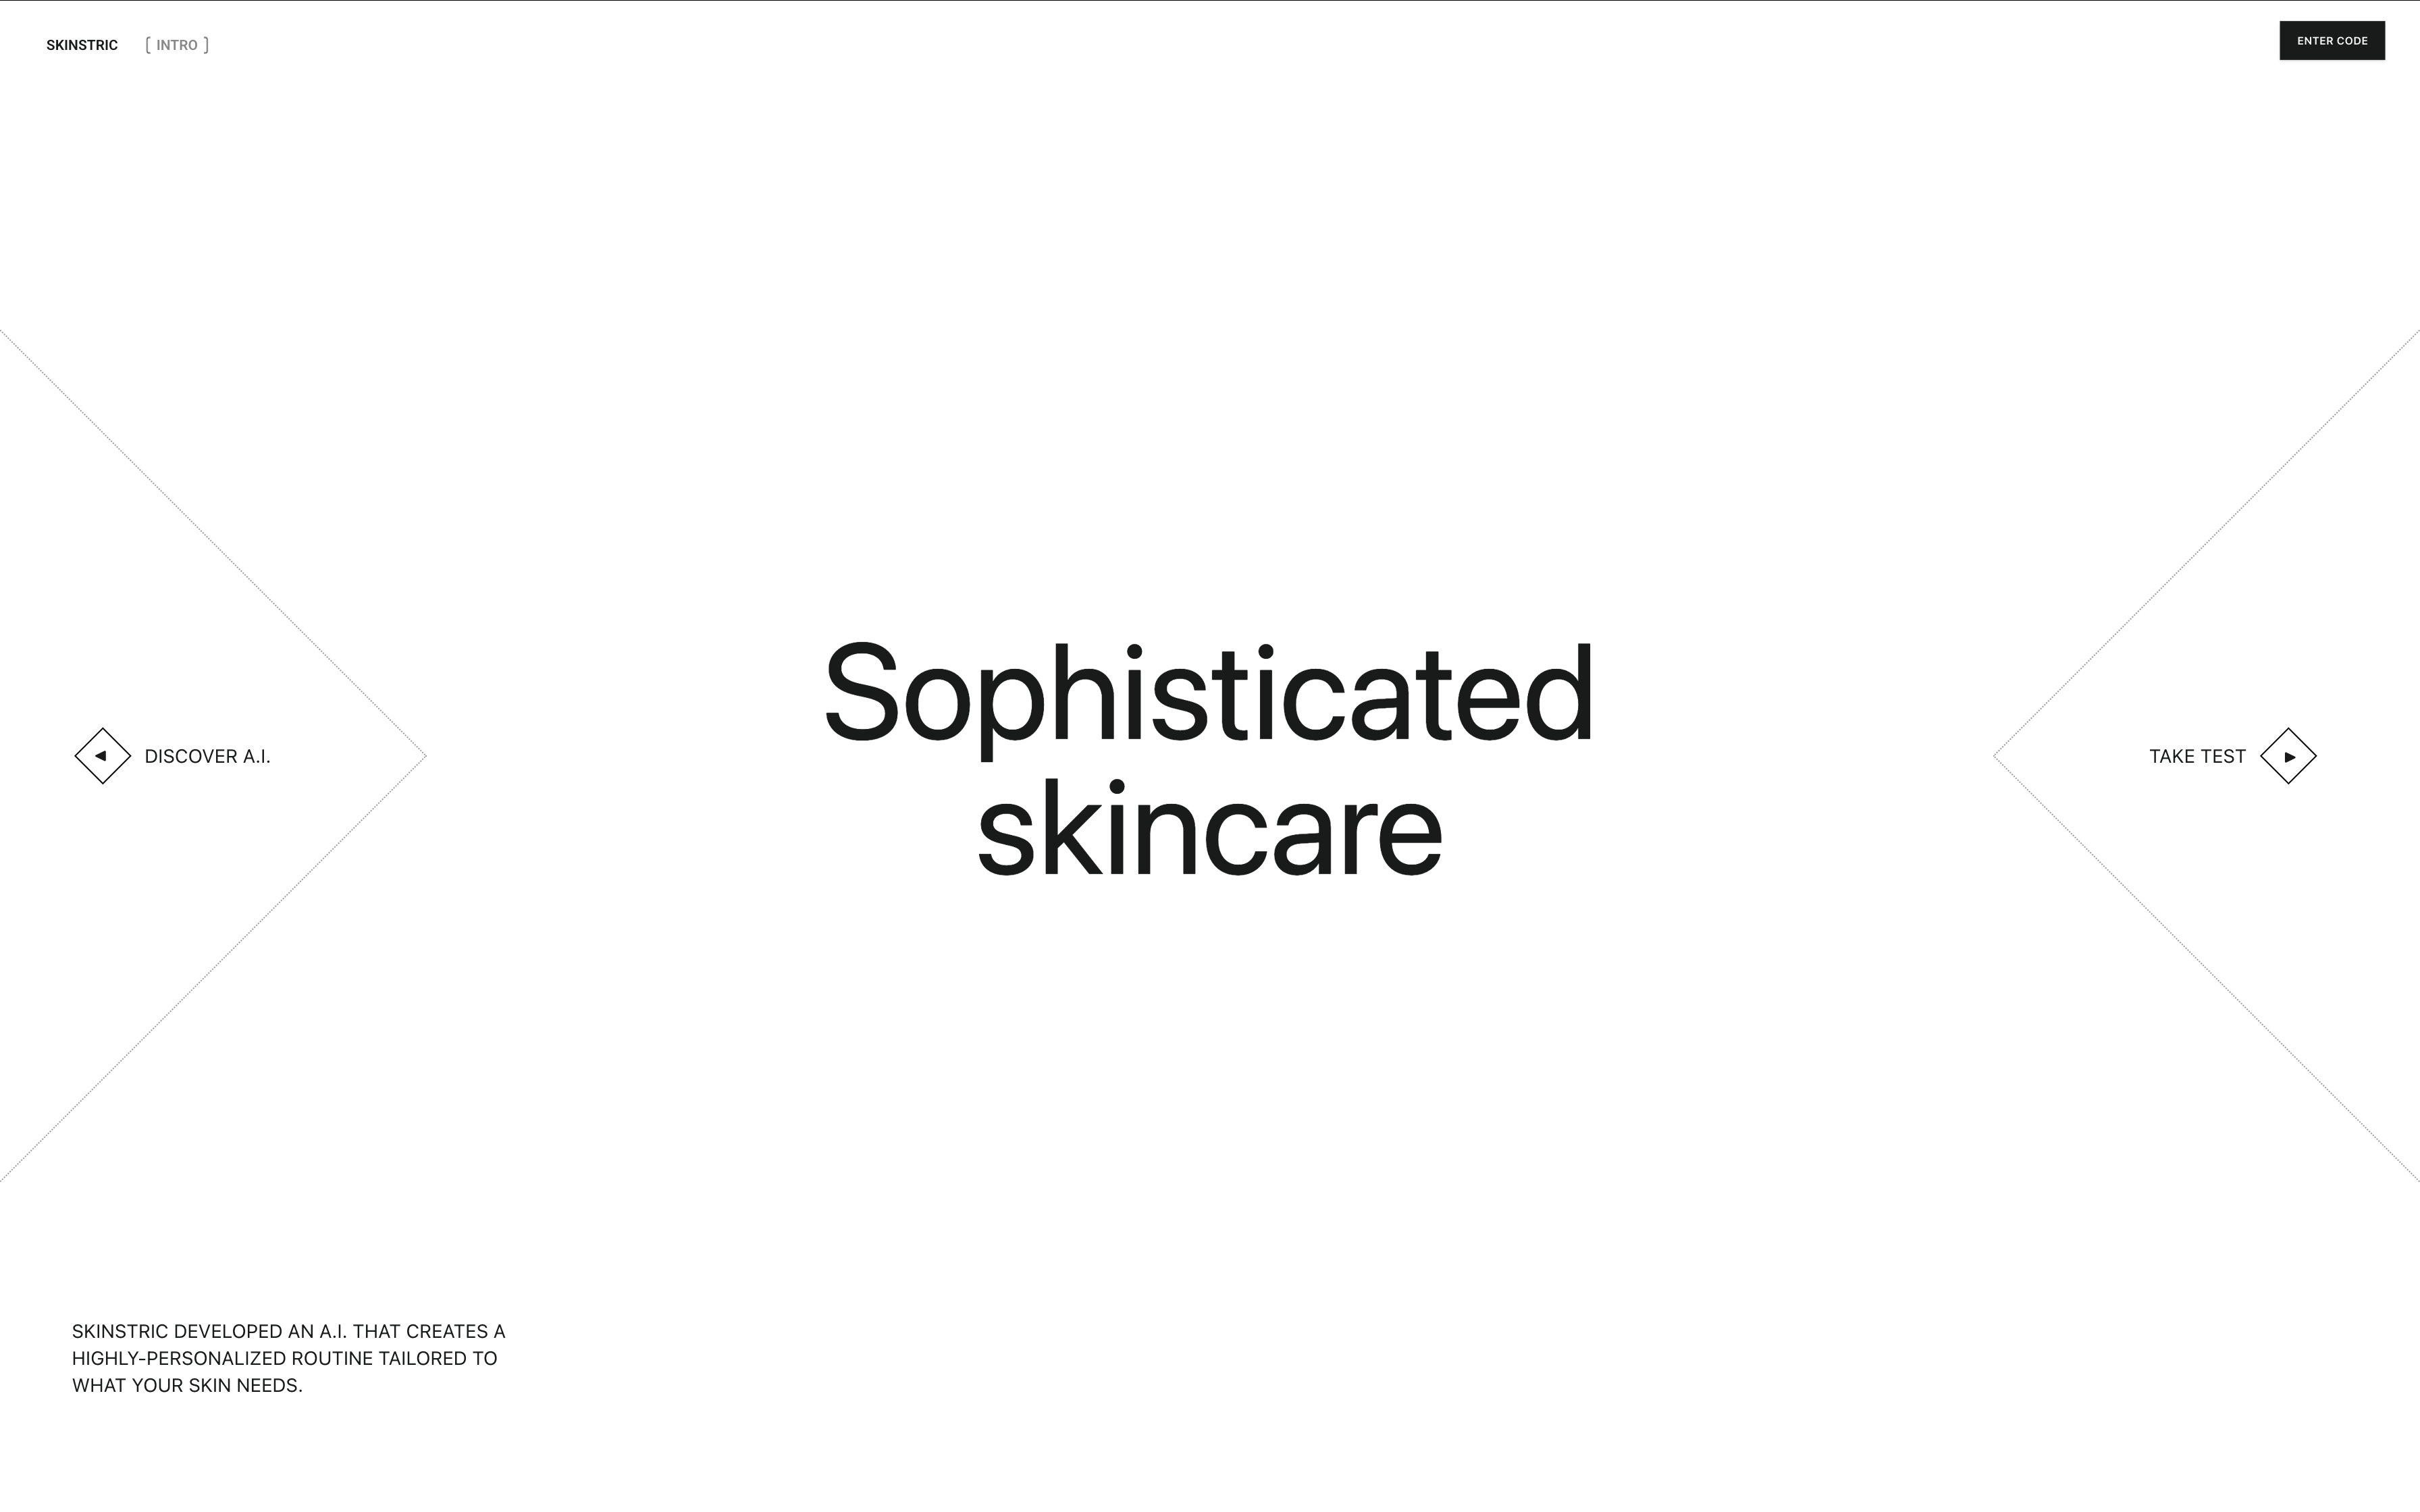 SKINSTRIC [ INTRO ]
ENTER CODE
Sophisticated
skincare
DISCOVER A.I.
TAKE TEST
SKINSTRIC DEVELOPED AN A.I. THAT CREATES A
HIGHLY-PERSONALIZED ROUTINE TAILORED TO
WHAT YOUR SKIN NEEDS.